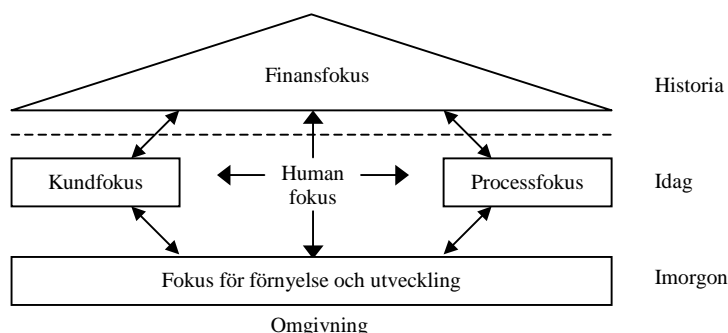 Finansfokus
Historia
Kundfokus
Human
fokus
Processfokus
Idag
Fokus för förnyelse och utveckling
Imorgon
Omgivning